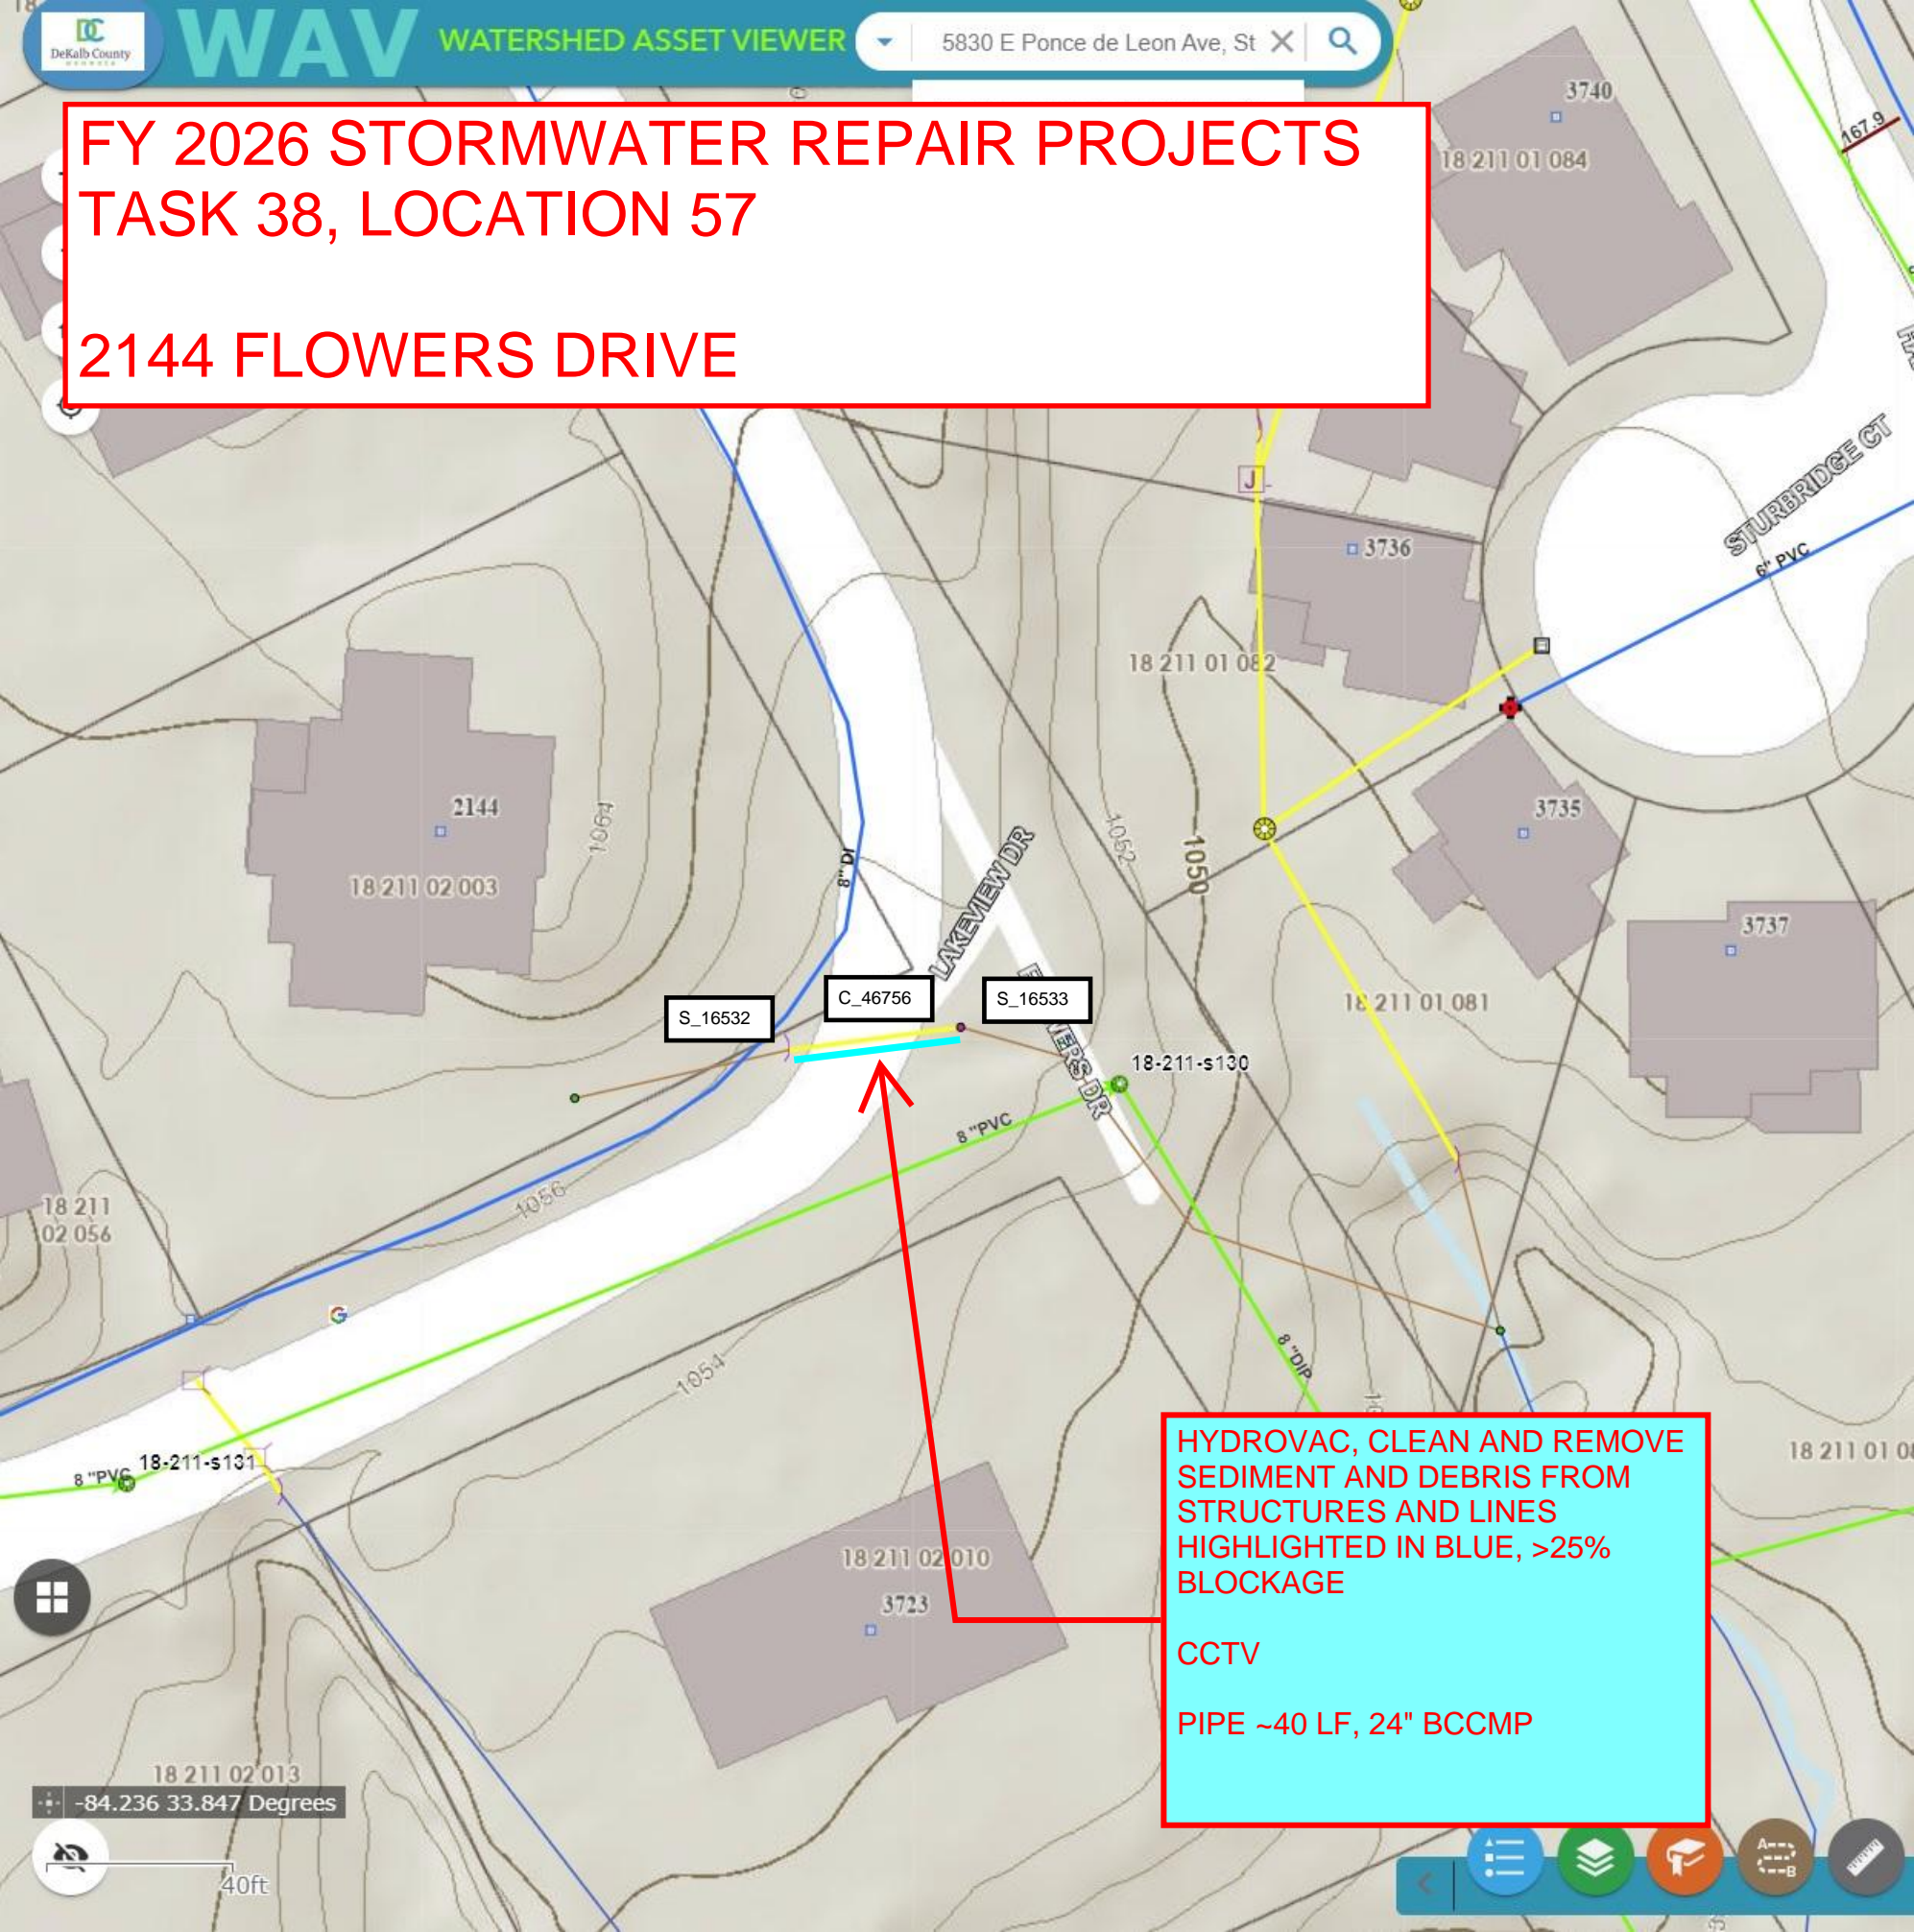 DeKalb County
GEORGIA
WAV WATERSHED ASSET VIEWER
5830 E Ponce de Leon Ave, St
FY 2026 STORMWATER REPAIR PROJECTS
TASK 38, LOCATION 57
2144 FLOWERS DRIVE
3740
18 211 01 084
167.9
STURBRIDGE CT
6" PVC
J
3736
18 211 01 082
3735
3737
2144
18 211 02 003
1064
8" DI
1052
1050
LAKEVIEW DR
S_16532
C_46756
S_16533
18 211 01 081
18-211-s130
8 "PVC
18 211
02 056
1056
1054
8 "DIP
8 "PVC
18-211-s131
18 211 02 010
3723
HYDROVAC, CLEAN AND REMOVE
SEDIMENT AND DEBRIS FROM
STRUCTURES AND LINES
HIGHLIGHTED IN BLUE, >25%
BLOCKAGE
CCTV
PIPE ~40 LF, 24" BCCMP
18 211 02 013
-84.236 33.847 Degrees
40ft
A
B